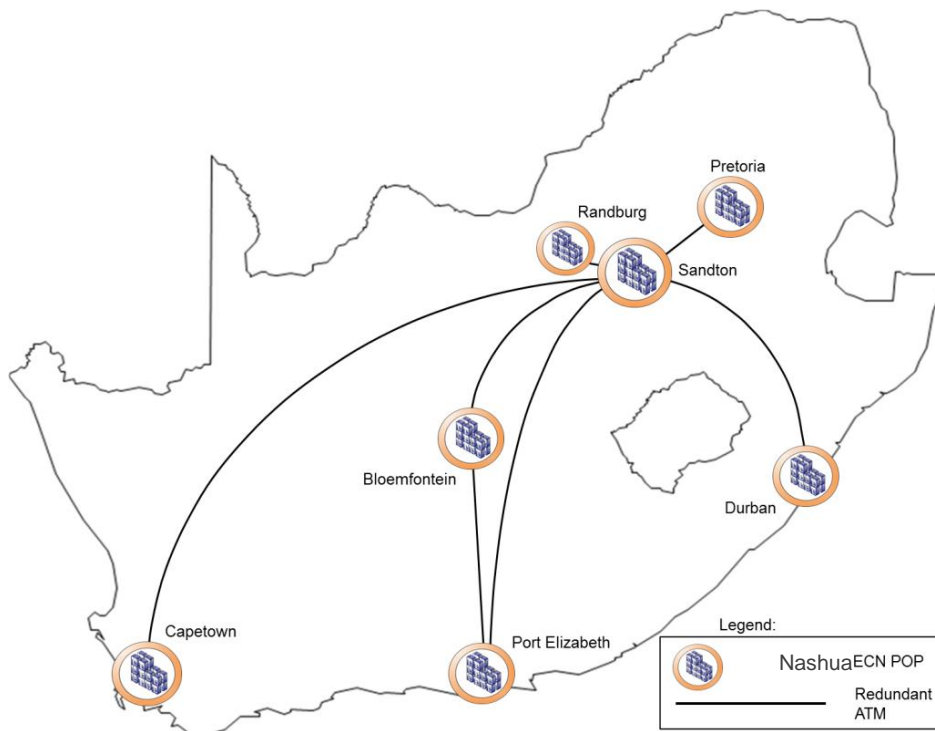 Pretoria
Randburg
Sandton
Bloemfontein
Durban
Capetown
Port Elizabeth
Legend:
NashuaECN POP
Redundant
ATM